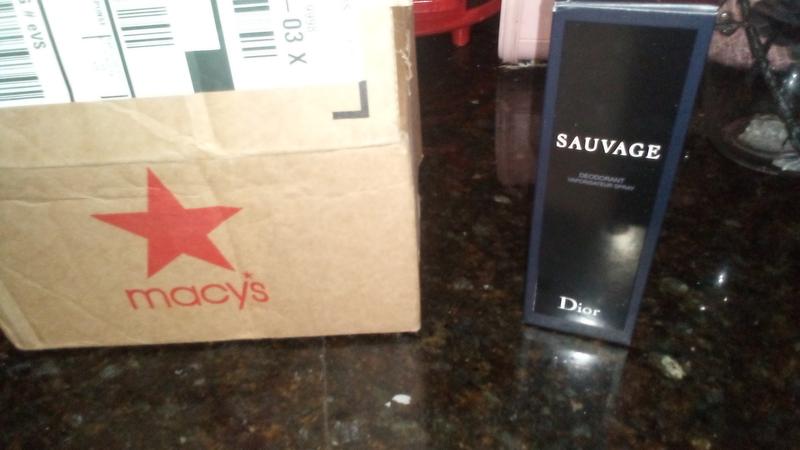 -03 X
macy's
SAUVAGE
DEODORANT
VAPORISATEUR SPRAY
Dior